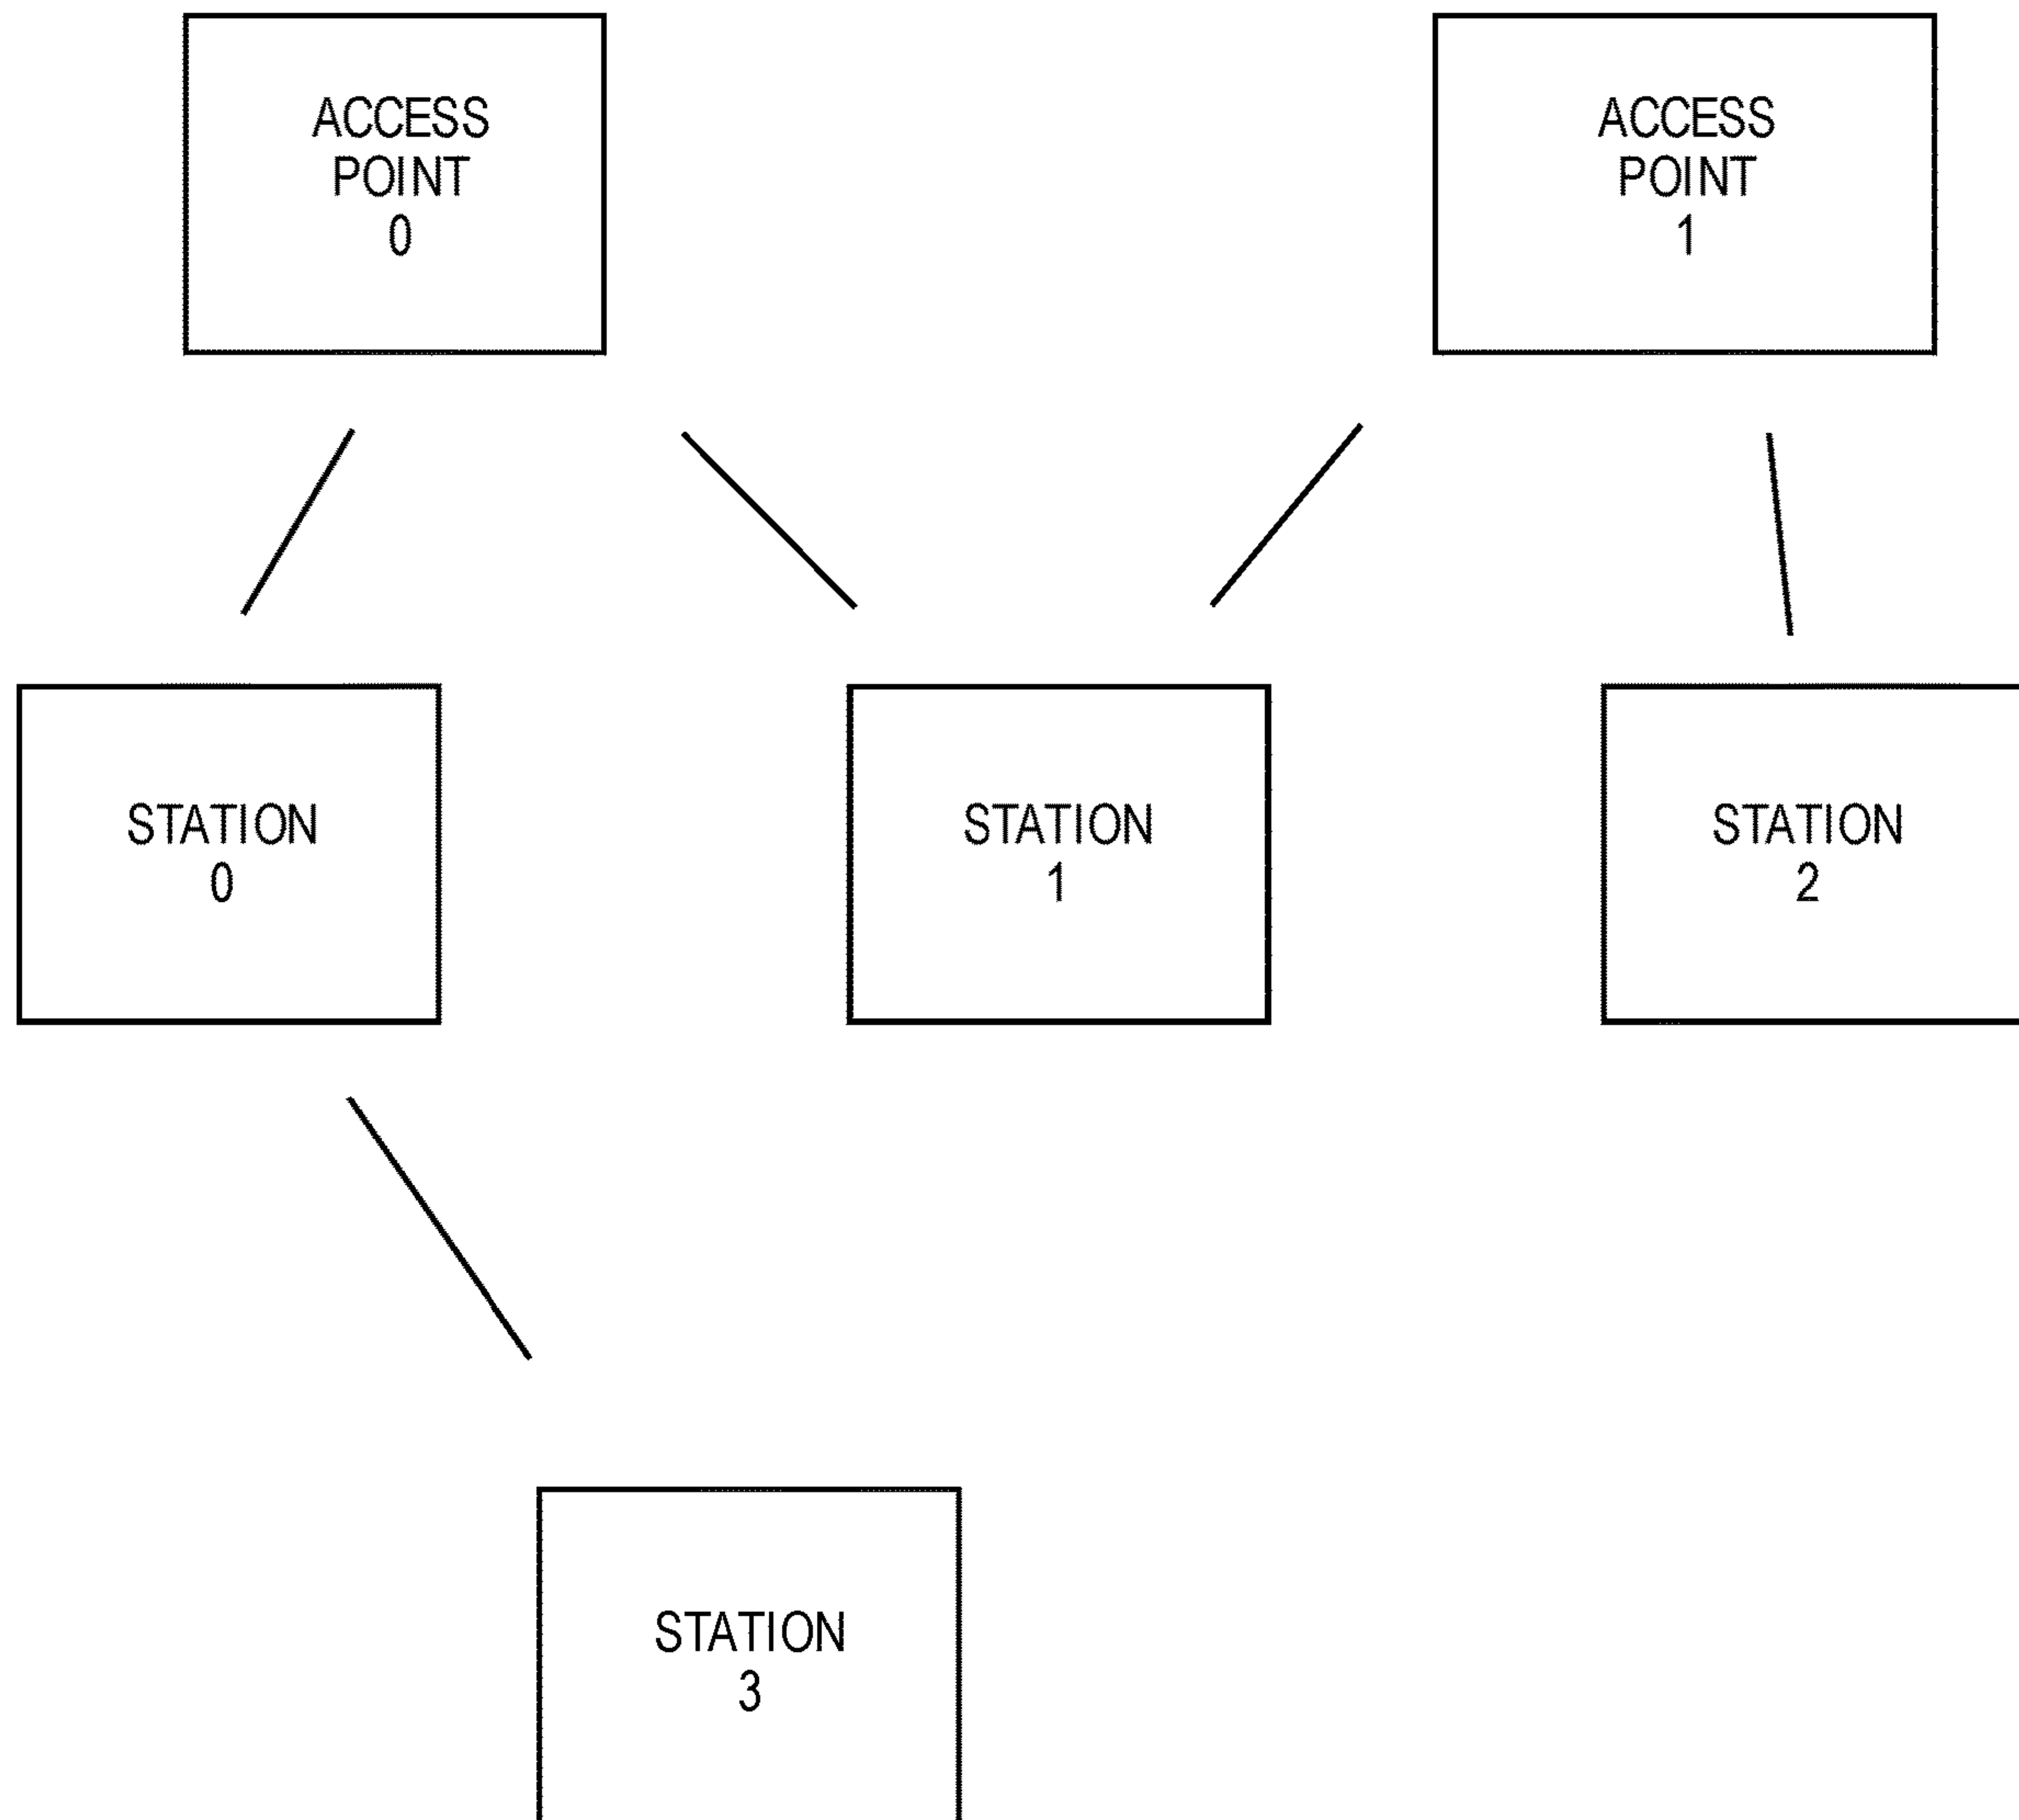 ACCESS
POINT
0
ACCESS
POINT
1
STATION
0
STATION
1
STATION
2
STATION
3